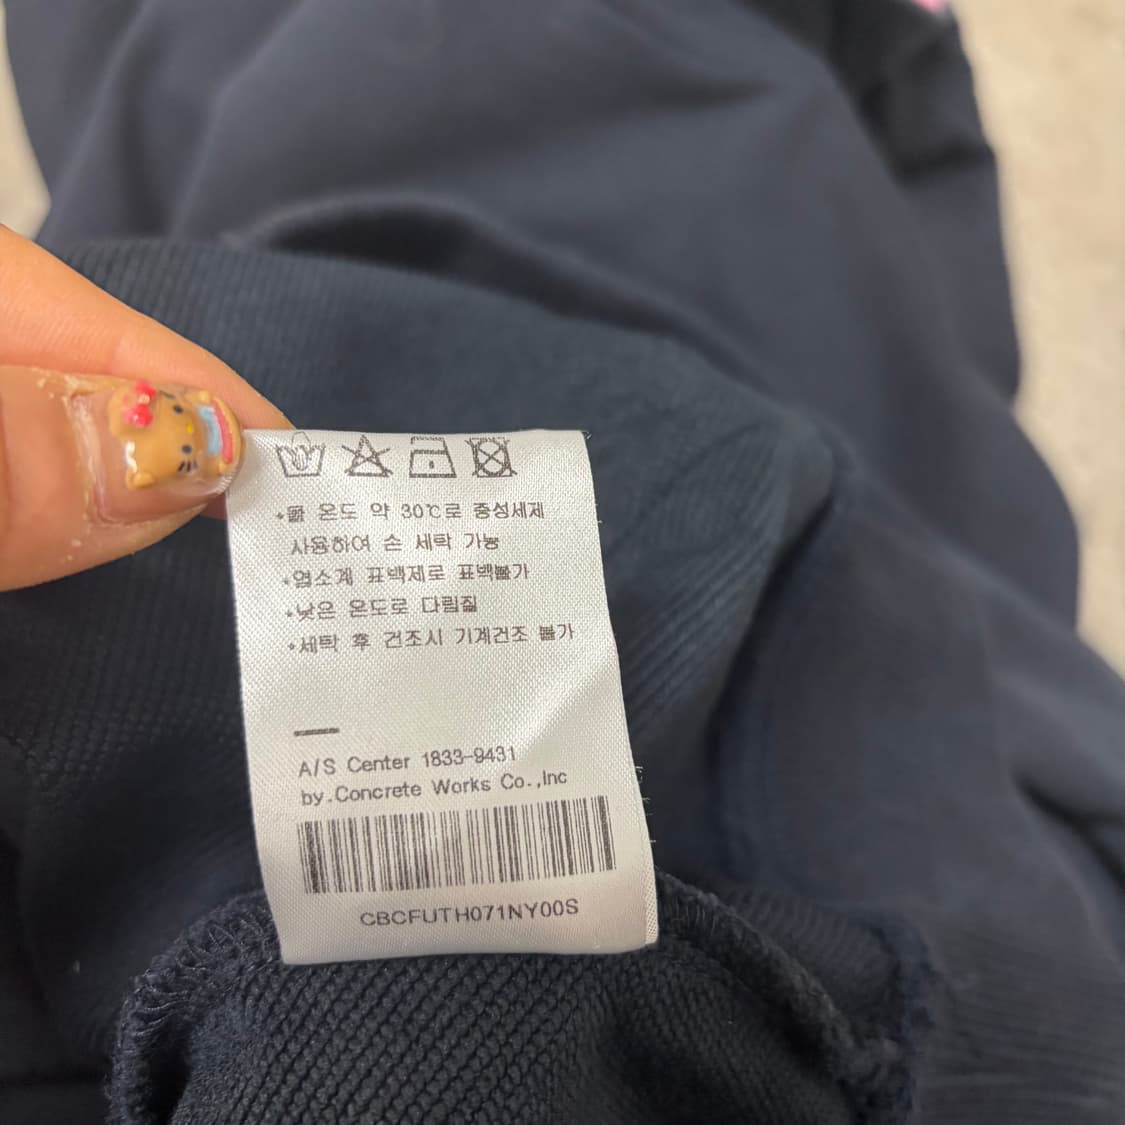 •물 온도 약 30℃로 중성세제
사용하여 손 세탁 가능
•염소계 표백제로 표백불가
•낮은 온도로 다림질
•세탁 후 건조시 기계건조 불가
A/S Center 1833-9431
by.Concrete Works Co.,Inc
CBCFUTH071NY00S